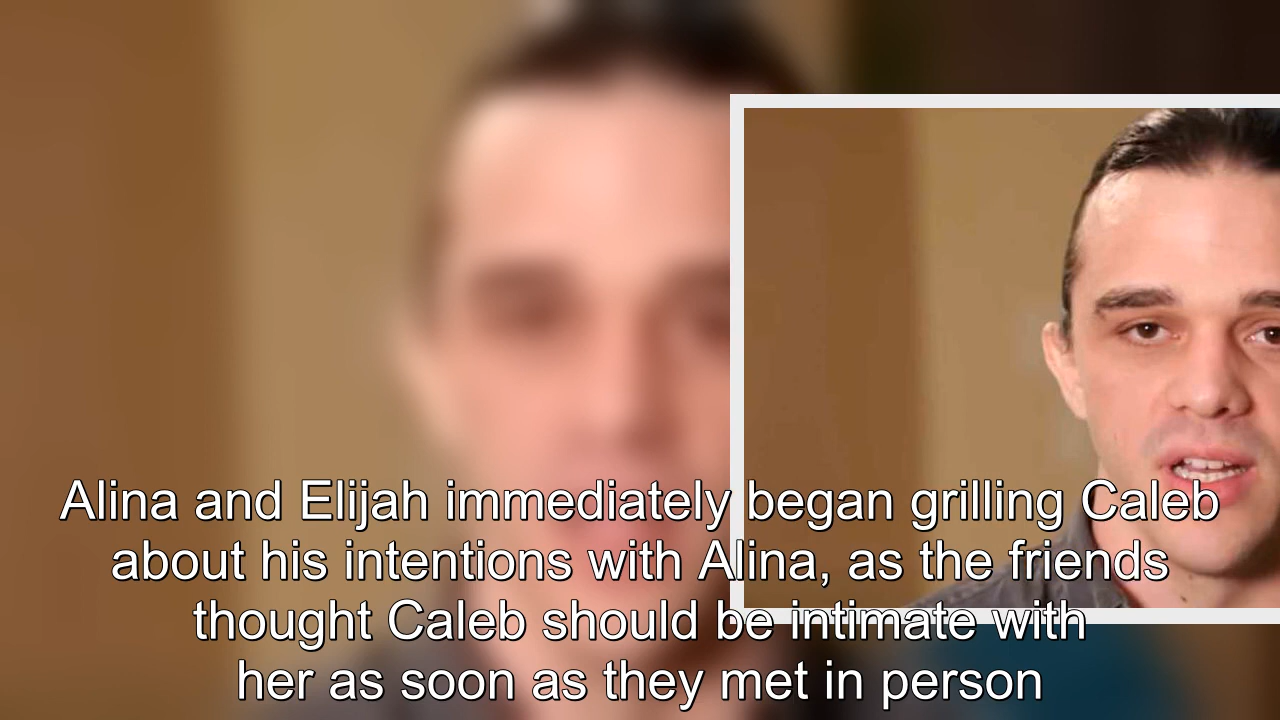 Alina and Elijah immediately began grilling Caleb
about his intentions with Alina, as the friends
thought Caleb should be intimate with
her as soon as they met in person